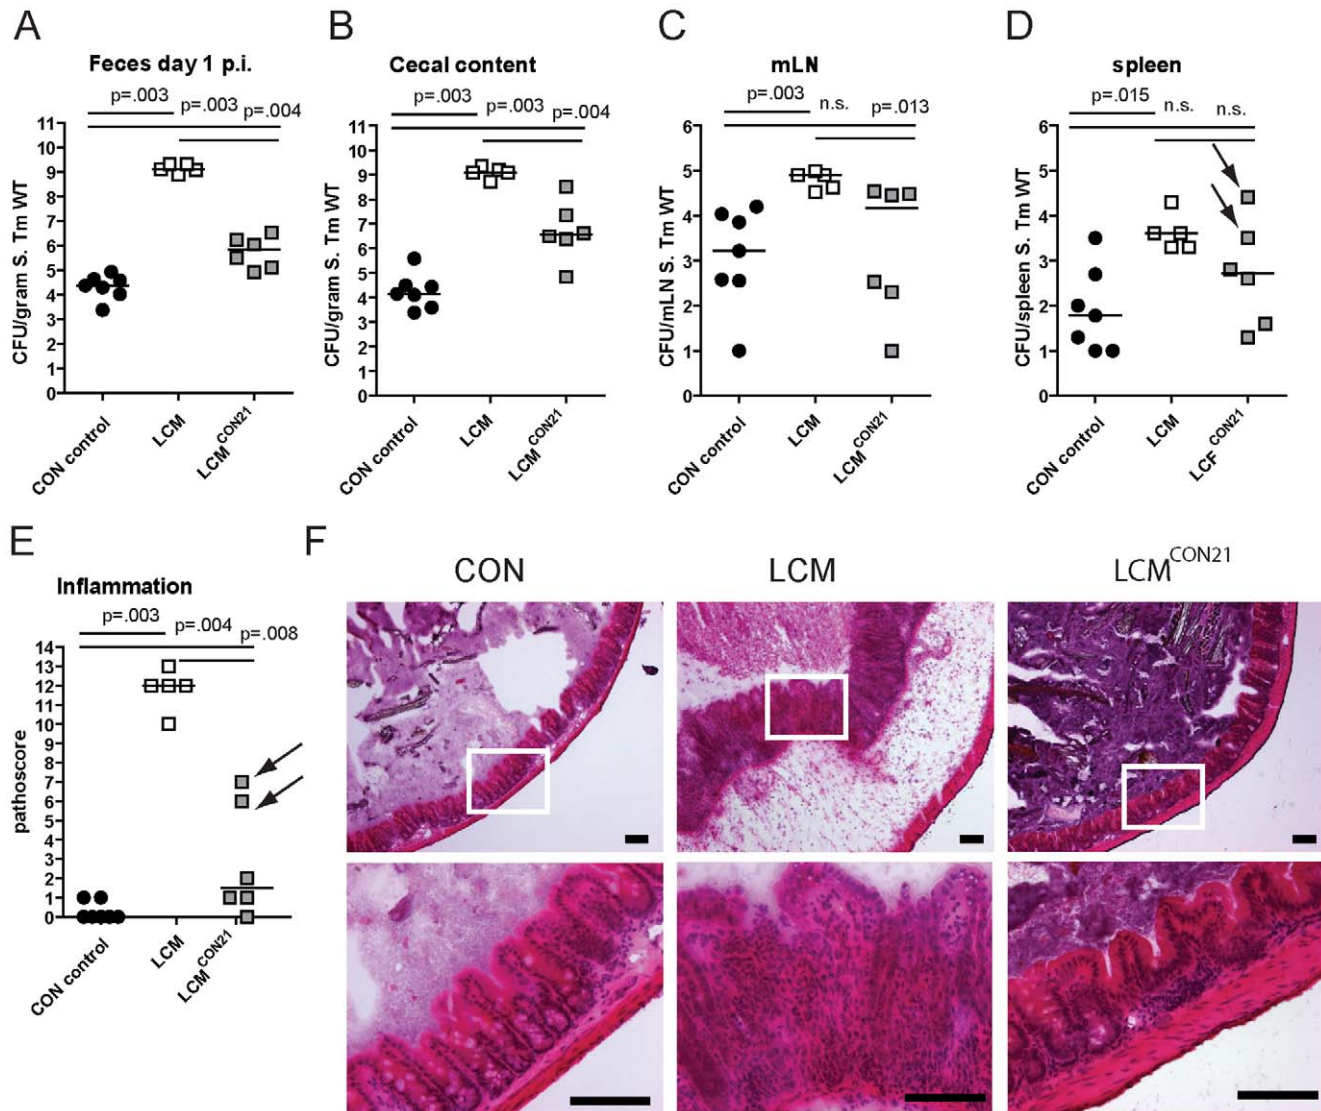 A
Feces day 1 p.i.
p=.003
p=.003
p=.004
CFU/gram S. Tm WT
11
10
9
8
7
6
5
4
3
2
1
0
CON control
LCM
LCM^CON21
B
Cecal content
p=.003
p=.003
p=.004
CFU/gram S. Tm WT
11
10
9
8
7
6
5
4
3
2
1
0
CON control
LCM
LCM^CON21
C
mLN
p=.003
n.s.
p=.013
CFU/mLN S. Tm WT
6
5
4
3
2
1
0
CON control
LCM
LCM^CON21
D
spleen
p=.015
n.s.
n.s.
CFU/spleen S. Tm WT
6
5
4
3
2
1
0
CON control
LCM
LCF^CON21
E
Inflammation
p=.003
p=.004
p=.008
pathoscore
14
13
12
11
10
9
8
7
6
5
4
3
2
1
0
CON control
LCM
LCM^CON21
F
CON
LCM
LCM^CON21